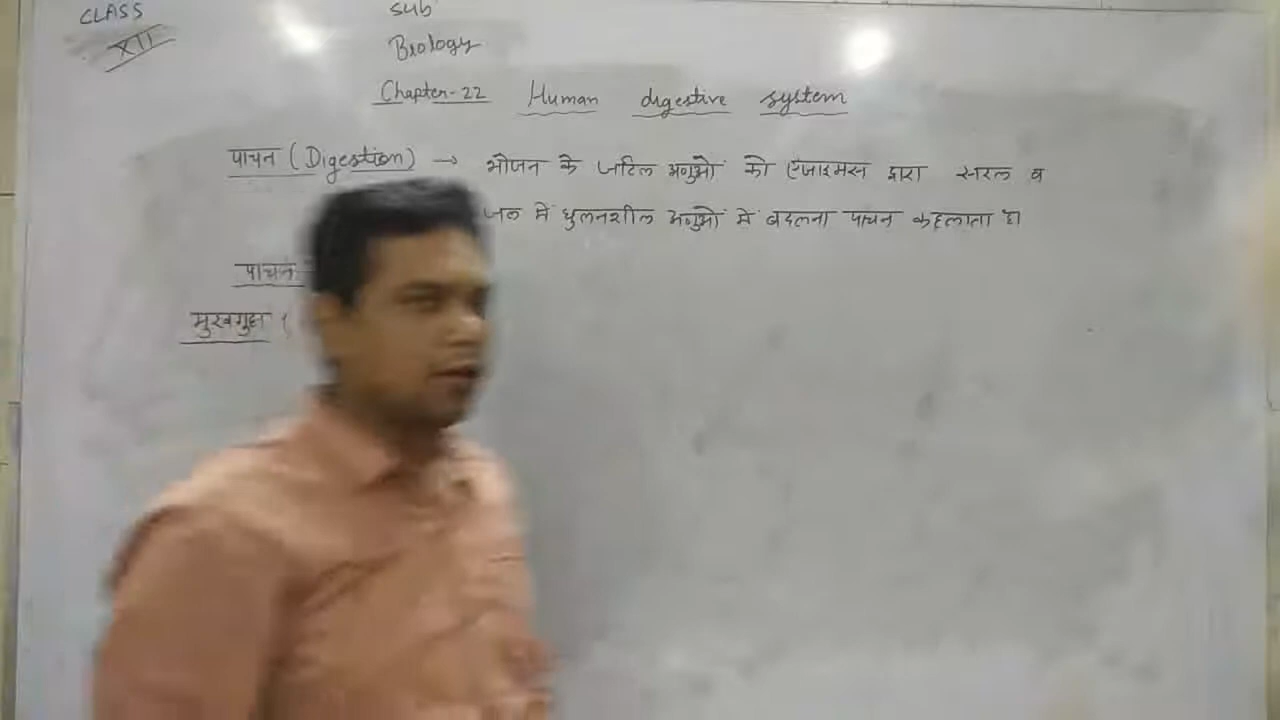 CLASS
XII
Sub
Biology
Chapter-22 Human digestive system
पाचन (Digestion) → भोजन के जटिल अणुओं को एंजाइमस द्वारा सरल व
जल में घुलनशील अणुओं में बदलना पाचन कहलाता है।
पाचन
मुखगुहा (